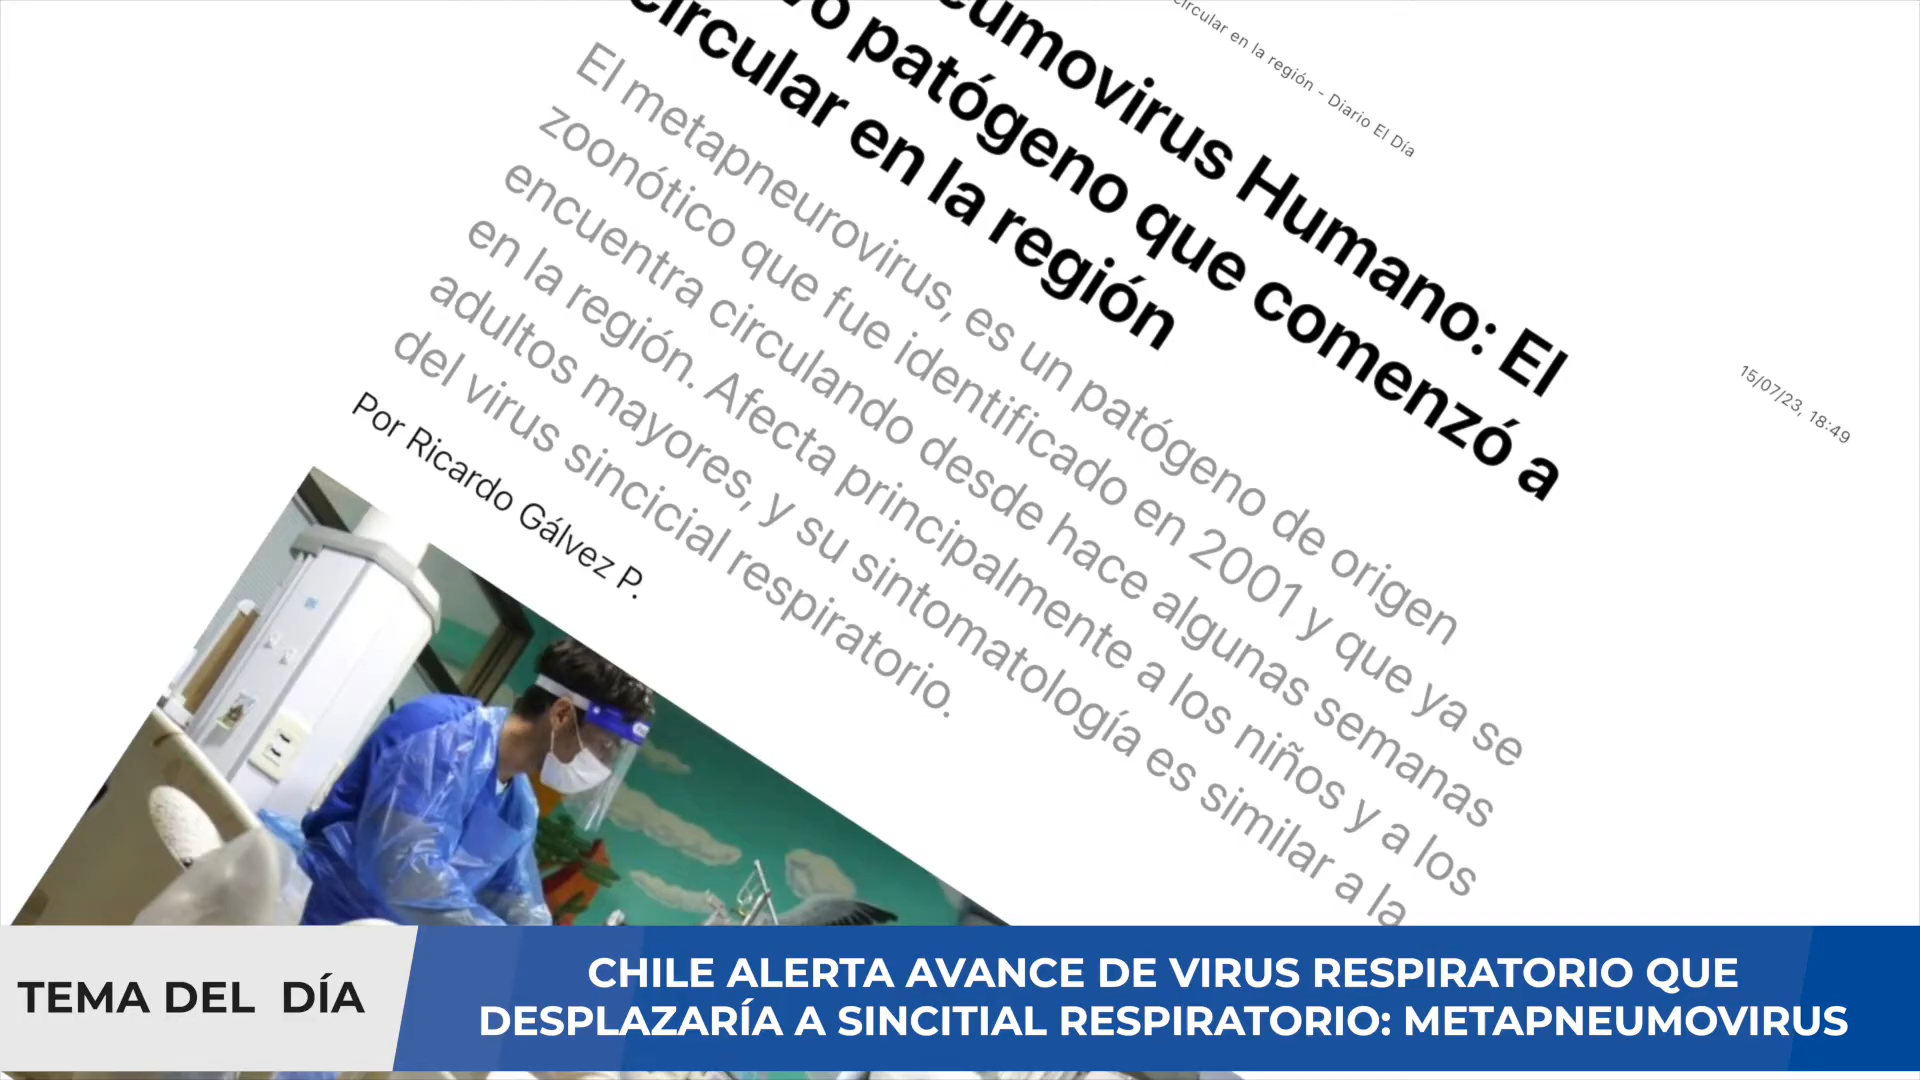 circular en la región - Diario El Día
15/07/23, 18:49
Humano: El
patógeno que comenzó a
circular en la región
El metapneurovirus, es un patógeno de origen
zoonótico que fue identificado en 2001 y que ya se
encuentra circulando desde hace algunas semanas
en la región. Afecta principalmente a los niños y a los
adultos mayores, y su sintomatología es similar a la
del virus sincicial respiratorio.
Por Ricardo Gálvez P.
TEMA DEL DÍA
CHILE ALERTA AVANCE DE VIRUS RESPIRATORIO QUE
DESPLAZARÍA A SINCITIAL RESPIRATORIO: METAPNEUMOVIRUS